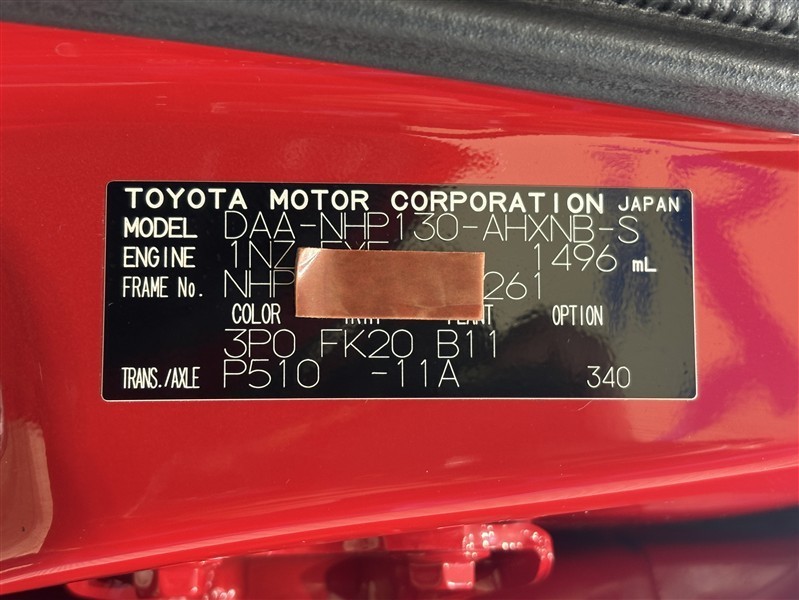 TOYOTA MOTOR CORPORATION JAPAN
MODEL DAA-NHP130-AHXNB-S
ENGINE 1NZ 1496 mL
FRAME No. NHP 261
COLOR OPTION
3P0 FK20 B11
TRANS./AXLE P510 -11A 340